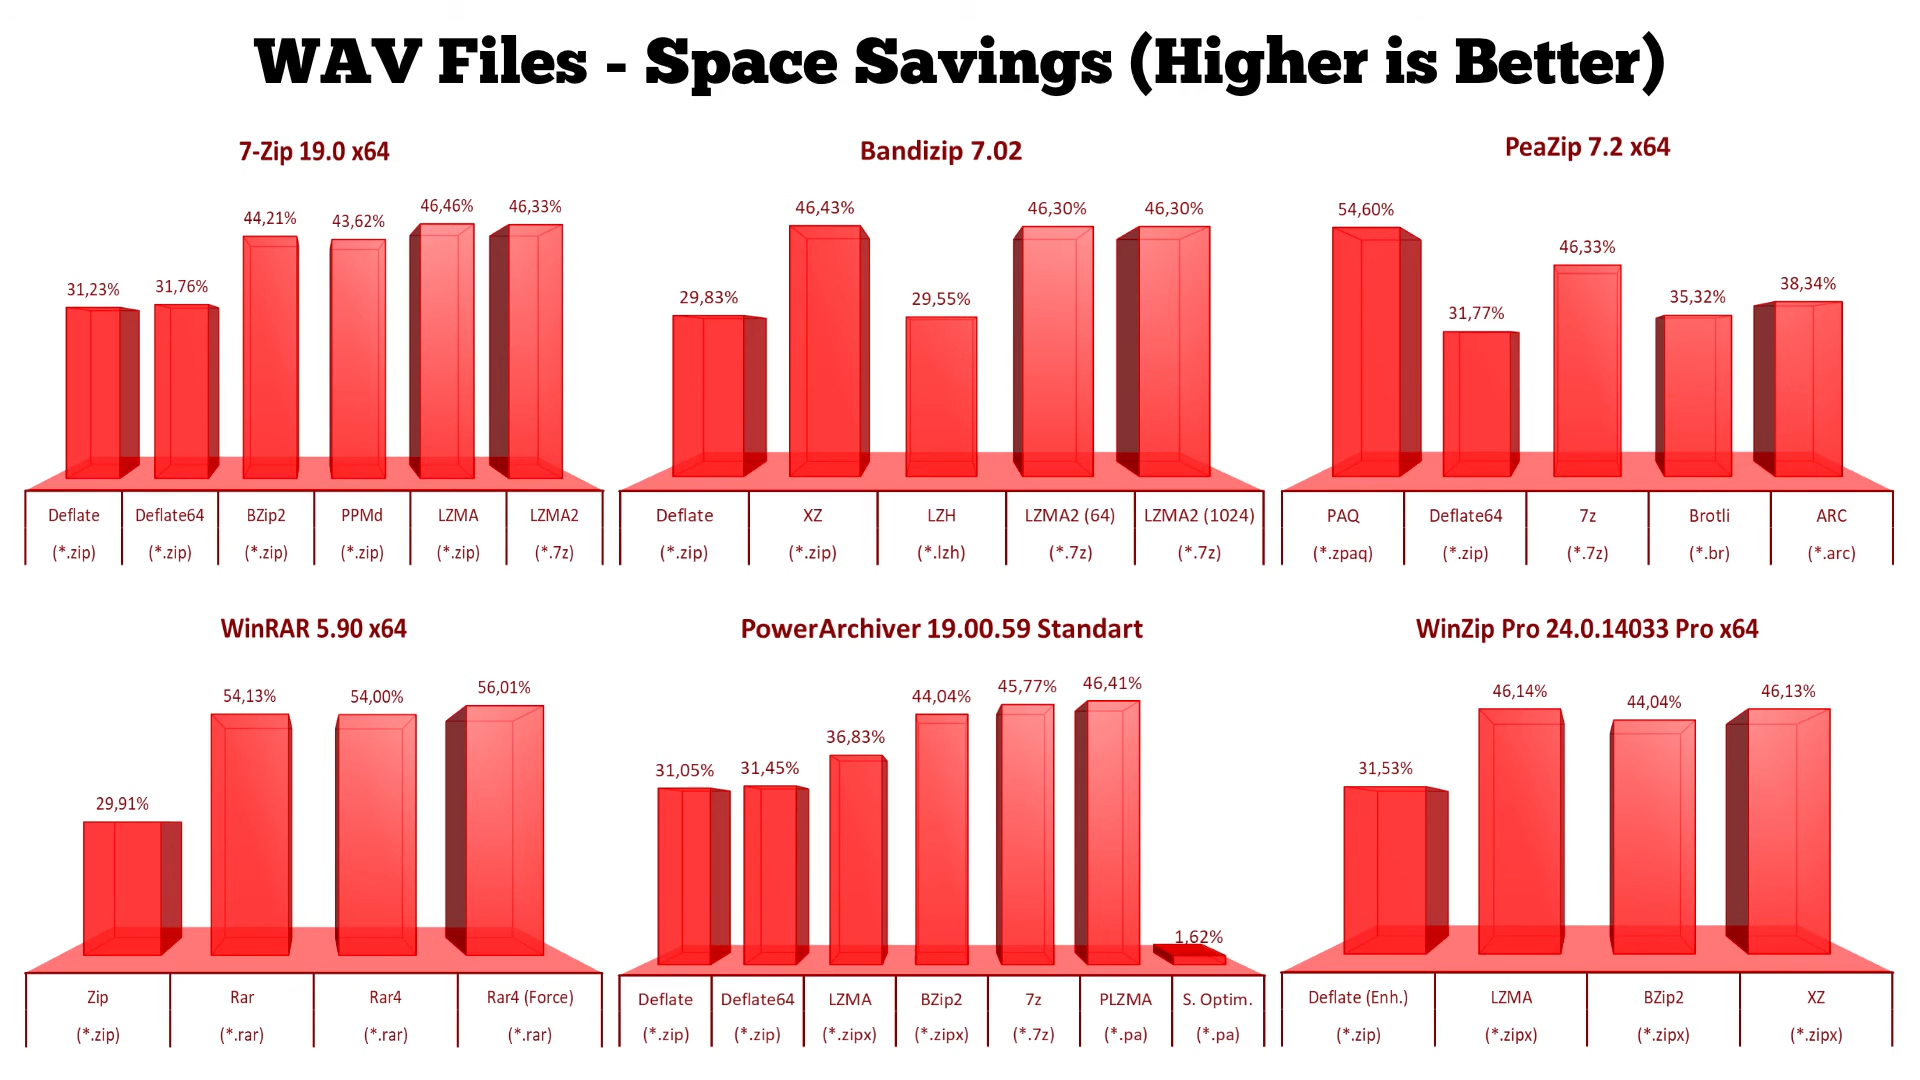 WAV Files - Space Savings (Higher is Better)
7-Zip 19.0 x64
31,23% 31,76% 44,21% 43,62% 46,46% 46,33%
Deflate Deflate64 BZip2 PPMd LZMA LZMA2
(*.zip) (*.zip) (*.zip) (*.zip) (*.zip) (*.7z)
Bandizip 7.02
29,83% 46,43% 29,55% 46,30% 46,30%
Deflate XZ LZH LZMA2 (64) LZMA2 (1024)
(*.zip) (*.zip) (*.lzh) (*.7z) (*.7z)
PeaZip 7.2 x64
54,60% 31,77% 46,33% 35,32% 38,34%
PAQ Deflate64 7z Brotli ARC
(*.zpaq) (*.zip) (*.7z) (*.br) (*.arc)
WinRAR 5.90 x64
29,91% 54,13% 54,00% 56,01%
Zip Rar Rar4 Rar4 (Force)
(*.zip) (*.rar) (*.rar) (*.rar)
PowerArchiver 19.00.59 Standart
31,05% 31,45% 36,83% 44,04% 45,77% 46,41% 1,62%
Deflate Deflate64 LZMA BZip2 7z PLZMA S. Optim.
(*.zip) (*.zip) (*.zipx) (*.zipx) (*.7z) (*.pa) (*.pa)
WinZip Pro 24.0.14033 Pro x64
31,53% 46,14% 44,04% 46,13%
Deflate (Enh.) LZMA BZip2 XZ
(*.zip) (*.zipx) (*.zipx) (*.zipx)